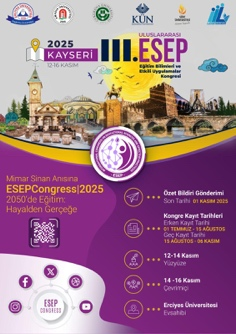 KÜN
2025
KAYSERİ
12-16 KASIM
ULUSLARARASI
III.ESEP
Eğitim Bilimleri ve
Etkili Uygulamalar
Kongresi
ESEP
Mimar Sinan Anısına
ESEPCongress|2025
2050'de Eğitim:
Hayalden Gerçeğe
Özet Bildiri Gönderimi
Son Tarihi 01 KASIM 2025
Kongre Kayıt Tarihleri
Erken Kayıt Tarihi
01 TEMMUZ - 15 AĞUSTOS
Geç Kayıt Tarihi
15 AĞUSTOS - 06 KASIM
12-14 Kasım
Yüzyüze
14 -16 Kasım
Çevrimiçi
Erciyes Üniversitesi
Evsahibi
ESEP
CONGRESS